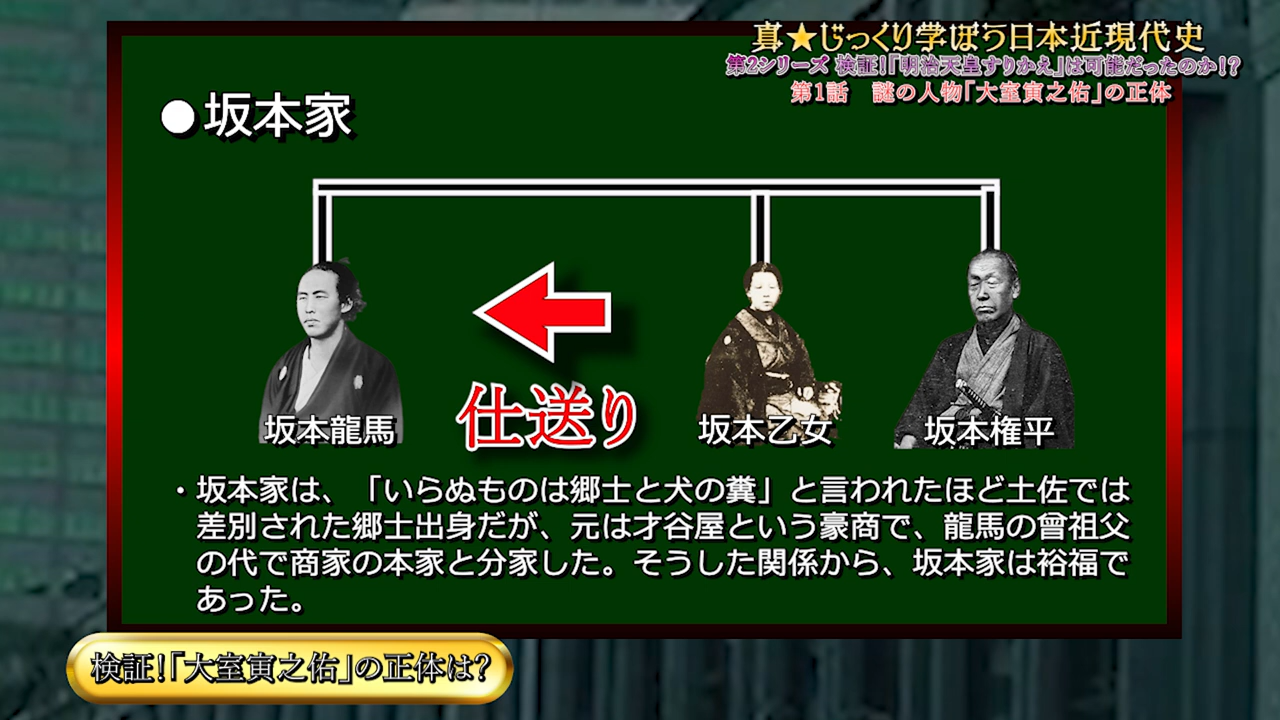 真★じっくり学ぼう日本近現代史
第2シリーズ 検証!「明治天皇すりかえ」は可能だったのか!?
第1話　謎の人物「大室寅之佑」の正体
●坂本家
仕送り
坂本龍馬
坂本乙女
坂本権平
・坂本家は、「いらぬものは郷士と犬の糞」と言われたほど土佐では
差別された郷士出身だが、元は才谷屋という豪商で、龍馬の曾祖父
の代で商家の本家と分家した。そうした関係から、坂本家は裕福で
あった。
検証!「大室寅之佑」の正体は?